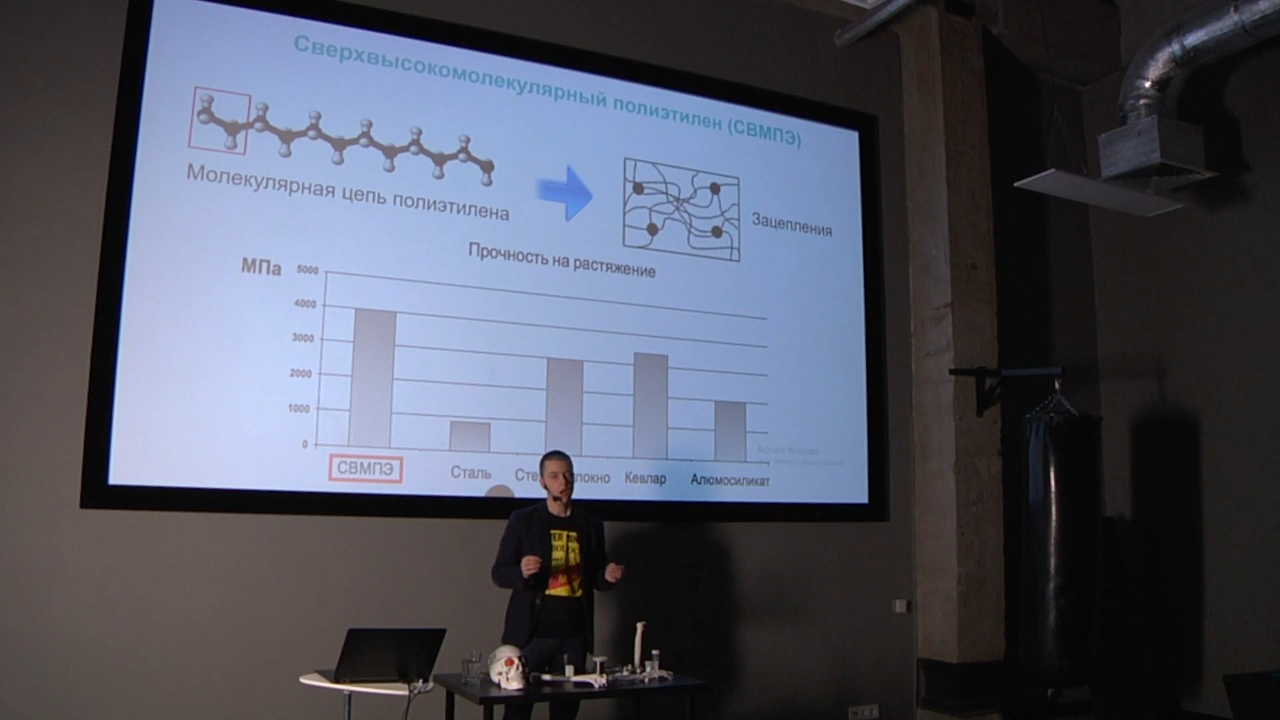 Сверхвысокомолекулярный полиэтилен (СВМПЭ)
Молекулярная цепь полиэтилена
Зацепления
Прочность на растяжение
МПа
5000
4000
3000
2000
1000
0
СВМПЭ
Сталь
Кевлар
Алюмосиликат